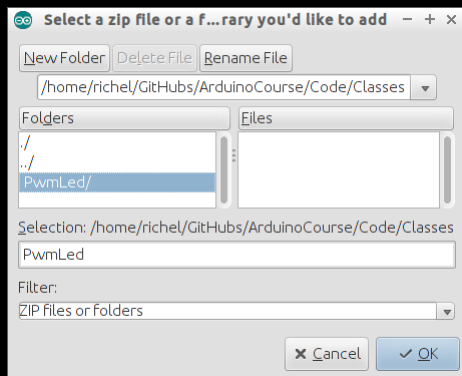 Select a zip file or a f...rary you'd like to add
New Folder Delete File Rename File
/home/richel/GitHubs/ArduinoCourse/Code/Classes
Folders Files
./
../
PwmLed/
Selection: /home/richel/GitHubs/ArduinoCourse/Code/Classes
PwmLed
Filter:
ZIP files or folders
Cancel OK